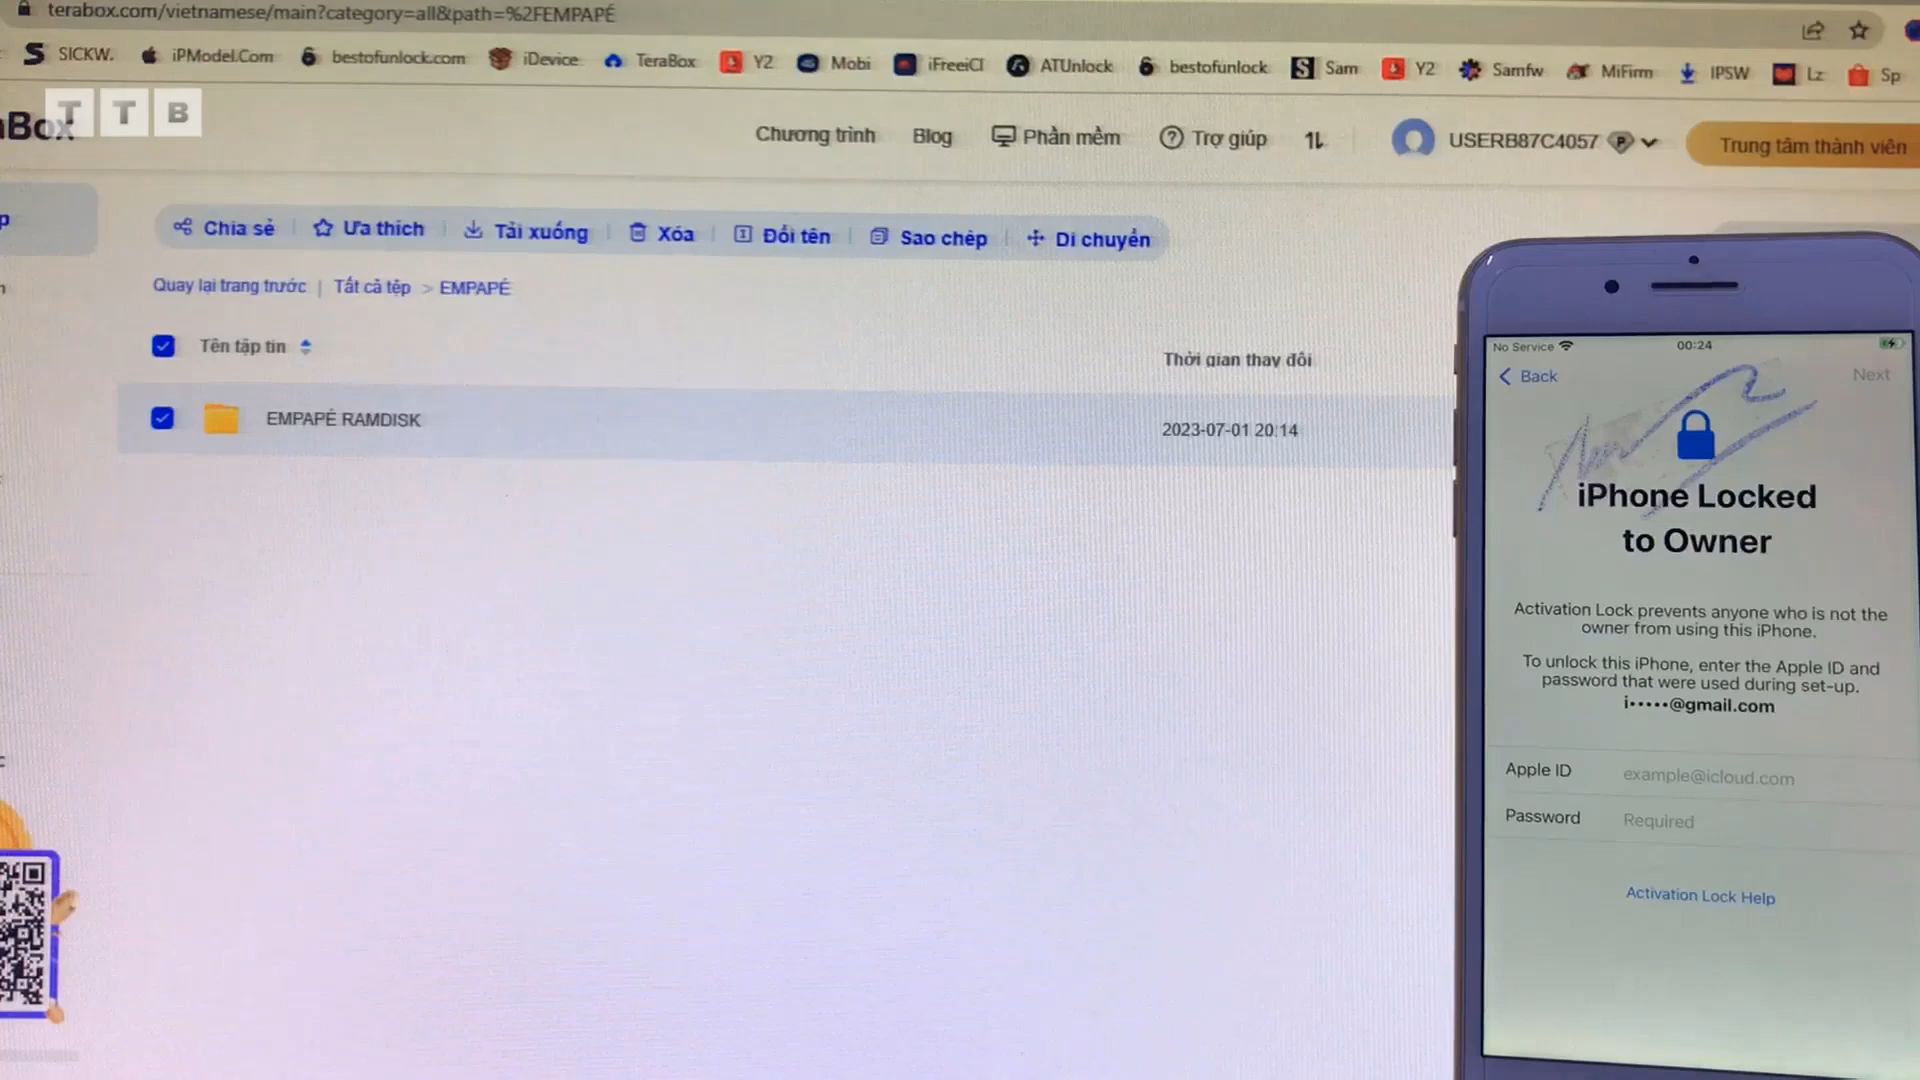 terabox.com/vietnamese/main?category=all&path=%2FEMPAPÉ
SICKW. iPModel.Com bestofunlock.com iDevice TeraBox Y2 Mobi iFreeiCl ATUnlock bestofunlock Sam Y2 Samfw MiFirm IPSW Lz Sp
T T B
aBox Chương trình Blog Phần mềm Trợ giúp USERB87C4057 Trung tâm thành viên
Chia sẻ Ưa thích Tải xuống Xóa Đổi tên Sao chép Di chuyển
Quay lại trang trước | Tất cả tệp > EMPAPÉ
Tên tập tin Thời gian thay đổi
EMPAPÉ RAMDISK 2023-07-01 20:14
No Service 00:24
Back Next
iPhone Locked
to Owner
Activation Lock prevents anyone who is not the
owner from using this iPhone.
To unlock this iPhone, enter the Apple ID and
password that were used during set-up.
i•••••@gmail.com
Apple ID example@icloud.com
Password Required
Activation Lock Help